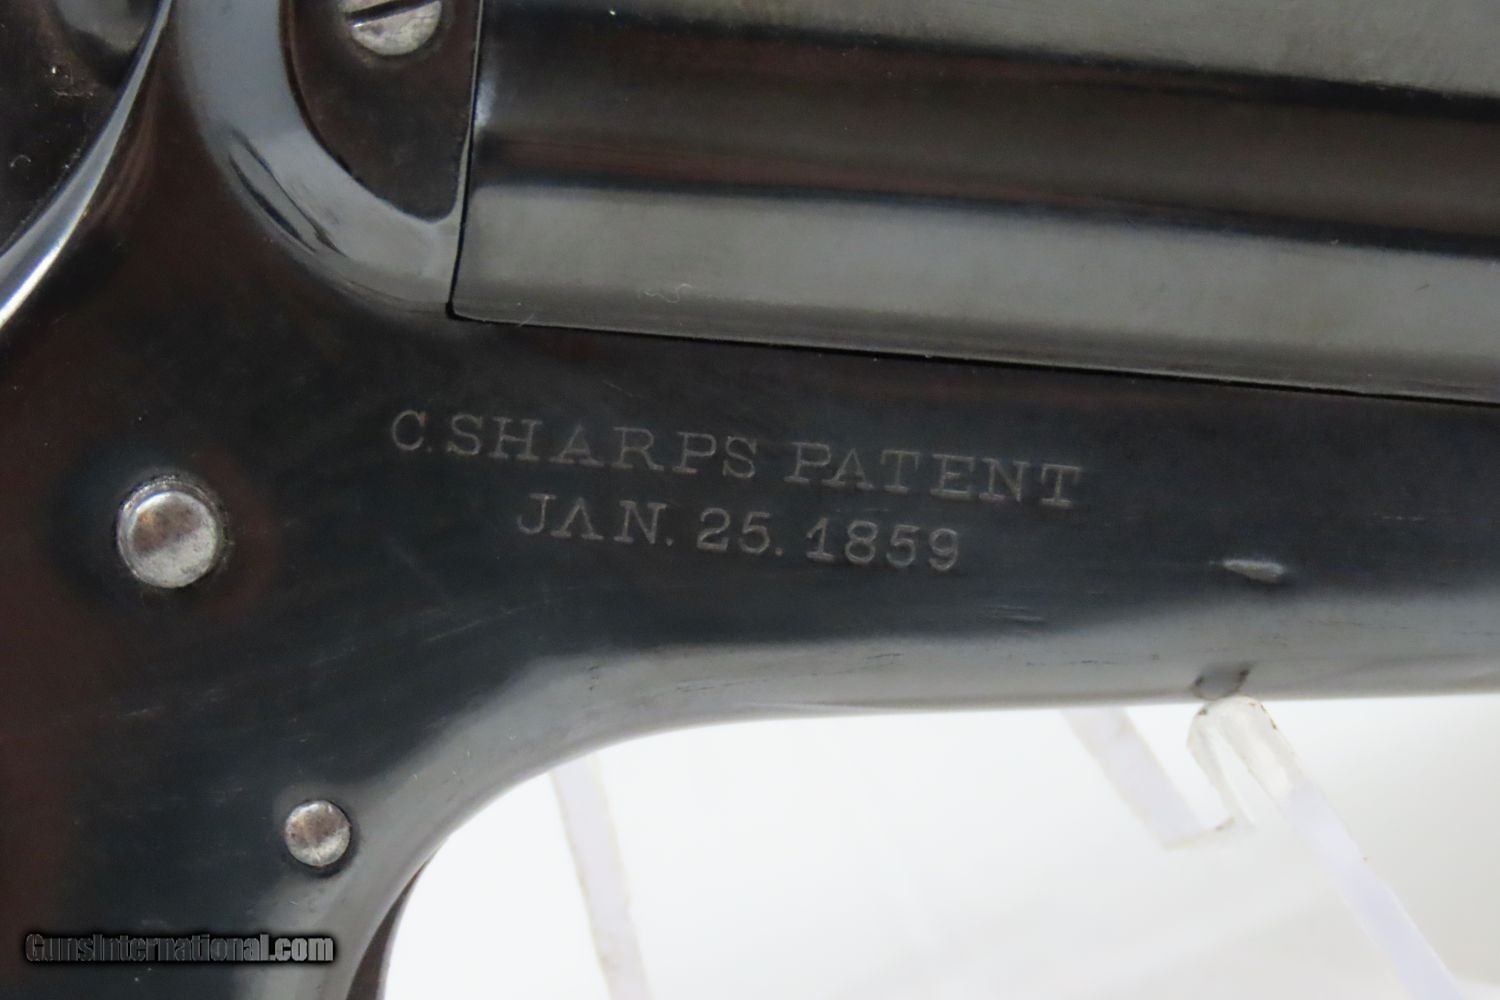 C. SHARPS PATENT
JAN. 25. 1859
GunsInternational.com